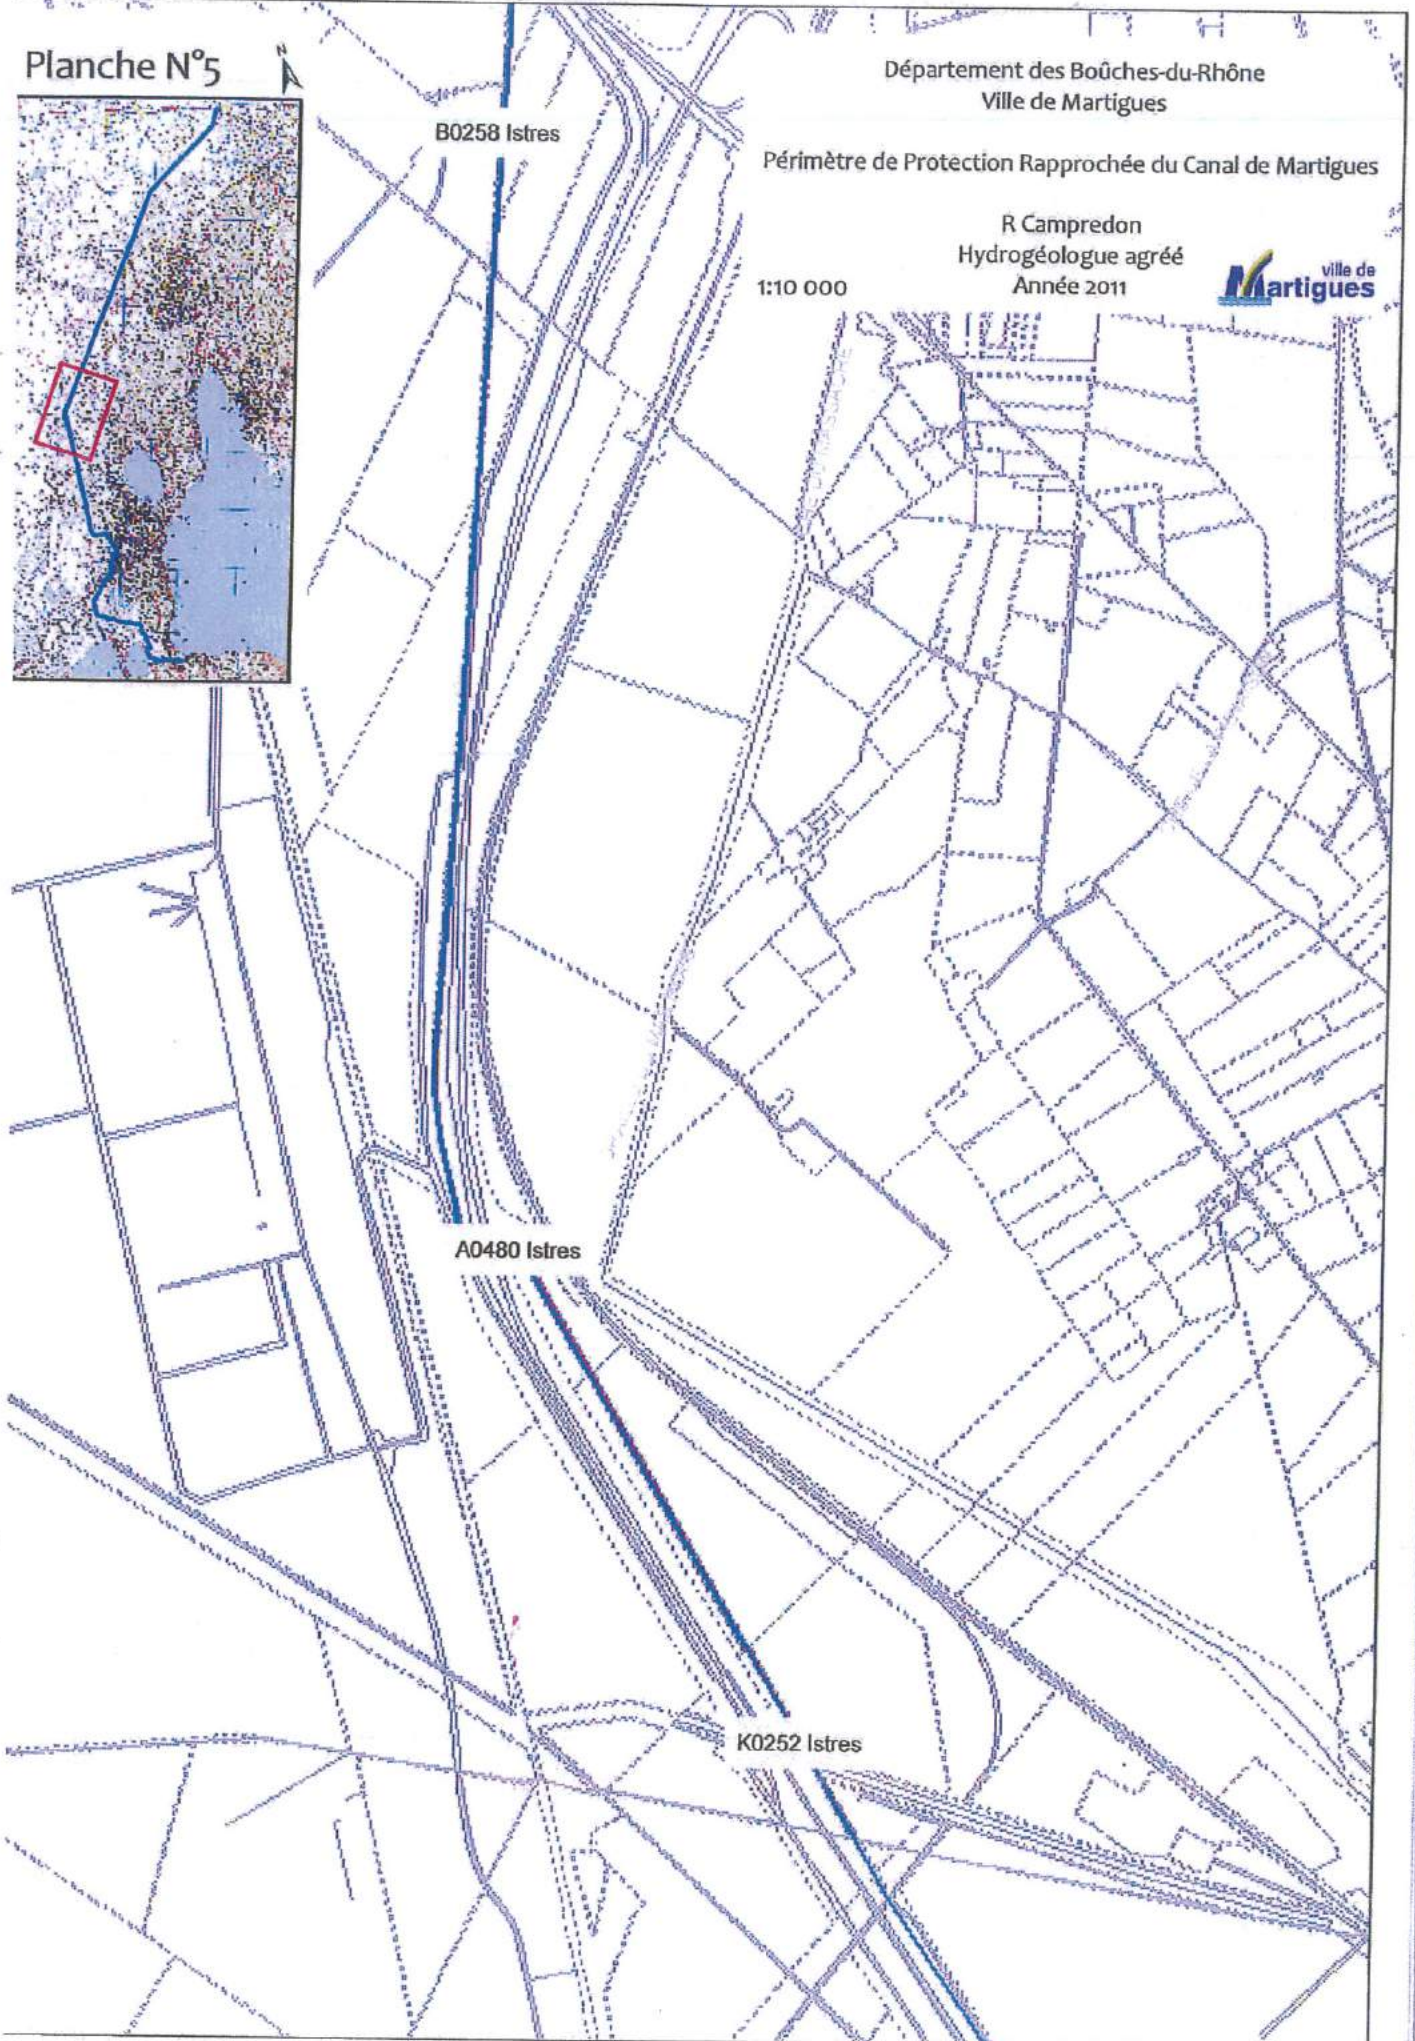 Planche N°5
N
Département des Boûches-du-Rhône
Ville de Martigues
Périmètre de Protection Rapprochée du Canal de Martigues
R Campredon
Hydrogéologue agréé
Année 2011
1:10 000
ville de
Martigues
B0258 Istres
A0480 Istres
K0252 Istres